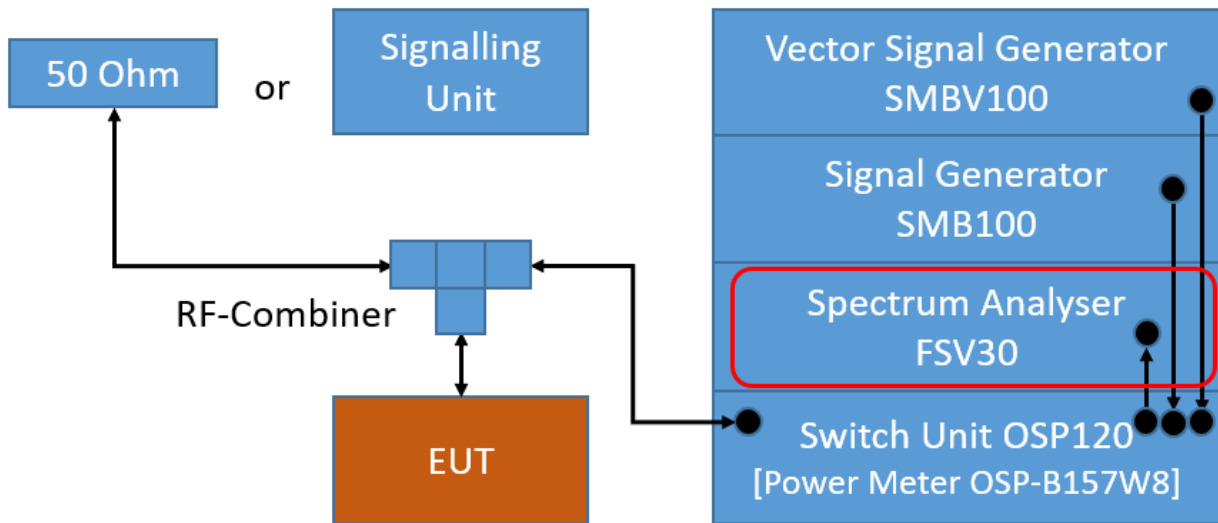 50 Ohm
or
Signalling
Unit
Vector Signal Generator
SMBV100
Signal Generator
SMB100
Spectrum Analyser
FSV30
RF-Combiner
EUT
Switch Unit OSP120
[Power Meter OSP-B157W8]